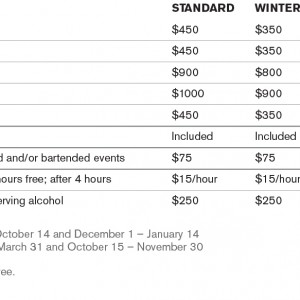 STANDARD WINTER
$450 $350
$450 $350
$900 $800
$1000 $900
$450 $350
Included Included
d and/or bartended events $75 $75
ours free; after 4 hours $15/hour $15/hour
erving alcohol $250 $250
October 14 and December 1 – January 14
March 31 and October 15 – November 30
ee.